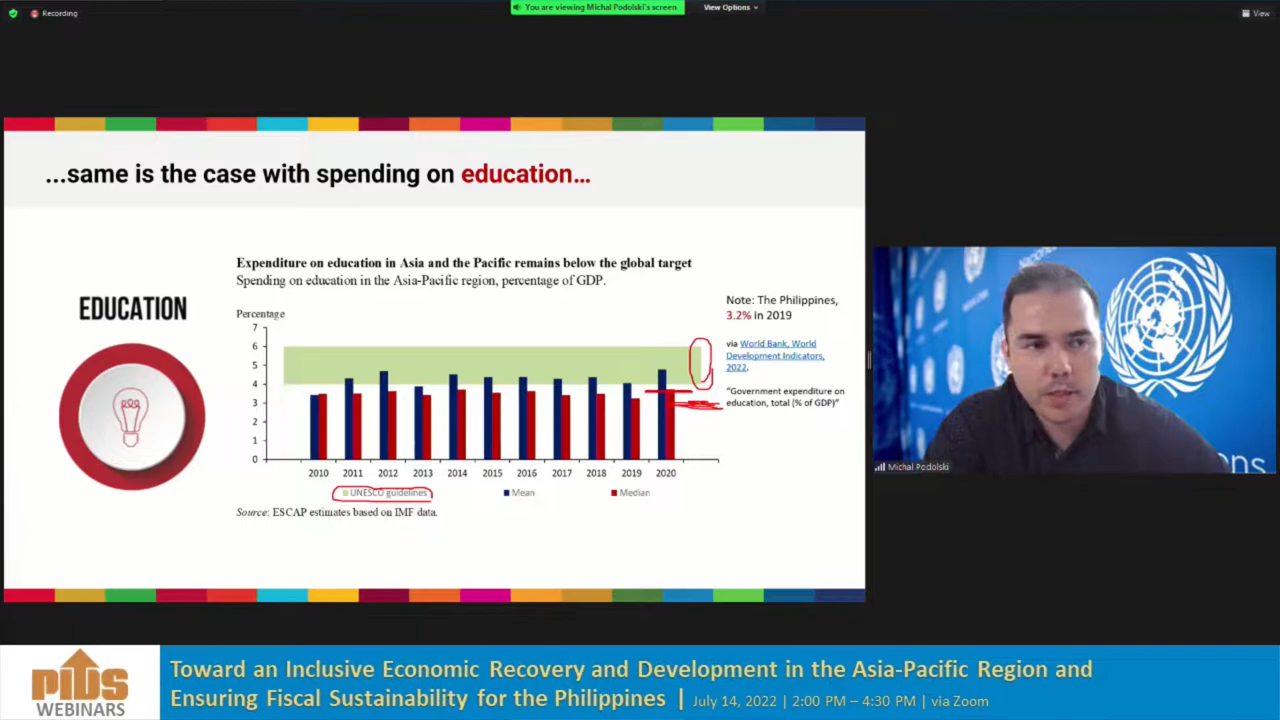 Recording
You are viewing Michal Podolski's screen
View Options
View
...same is the case with spending on education...
Expenditure on education in Asia and the Pacific remains below the global target
Spending on education in the Asia-Pacific region, percentage of GDP.
EDUCATION
Percentage
7
6
5
4
3
2
1
0
2010 2011 2012 2013 2014 2015 2016 2017 2018 2019 2020
UNESCO guidelines Mean Median
Source: ESCAP estimates based on IMF data.
Note: The Philippines,
3.2% in 2019
via World Bank, World
Development Indicators,
2022.
"Government expenditure on
education, total (% of GDP)"
Michal Podolski
PIDS
WEBINARS
Toward an Inclusive Economic Recovery and Development in the Asia-Pacific Region and
Ensuring Fiscal Sustainability for the Philippines | July 14, 2022 | 2:00 PM – 4:30 PM | via Zoom